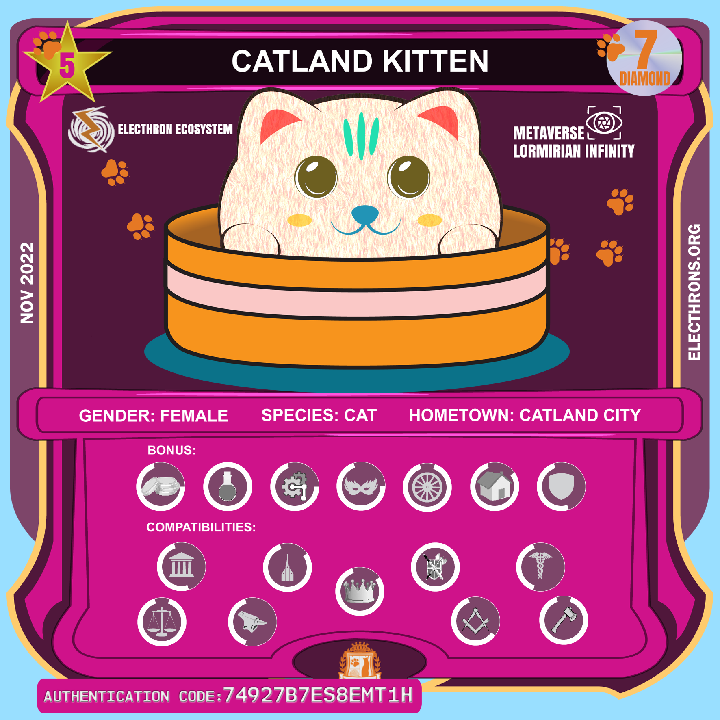 5
CATLAND KITTEN
7
DIAMOND
ELECTHRON ECOSYSTEM
METAVERSE
LORMIRIAN INFINITY
NOV 2022
ELECTHRONS.ORG
GENDER: FEMALE SPECIES: CAT HOMETOWN: CATLAND CITY
BONUS:
COMPATIBILITIES:
AUTHENTICATION CODE:74927B7ES8EMT1H